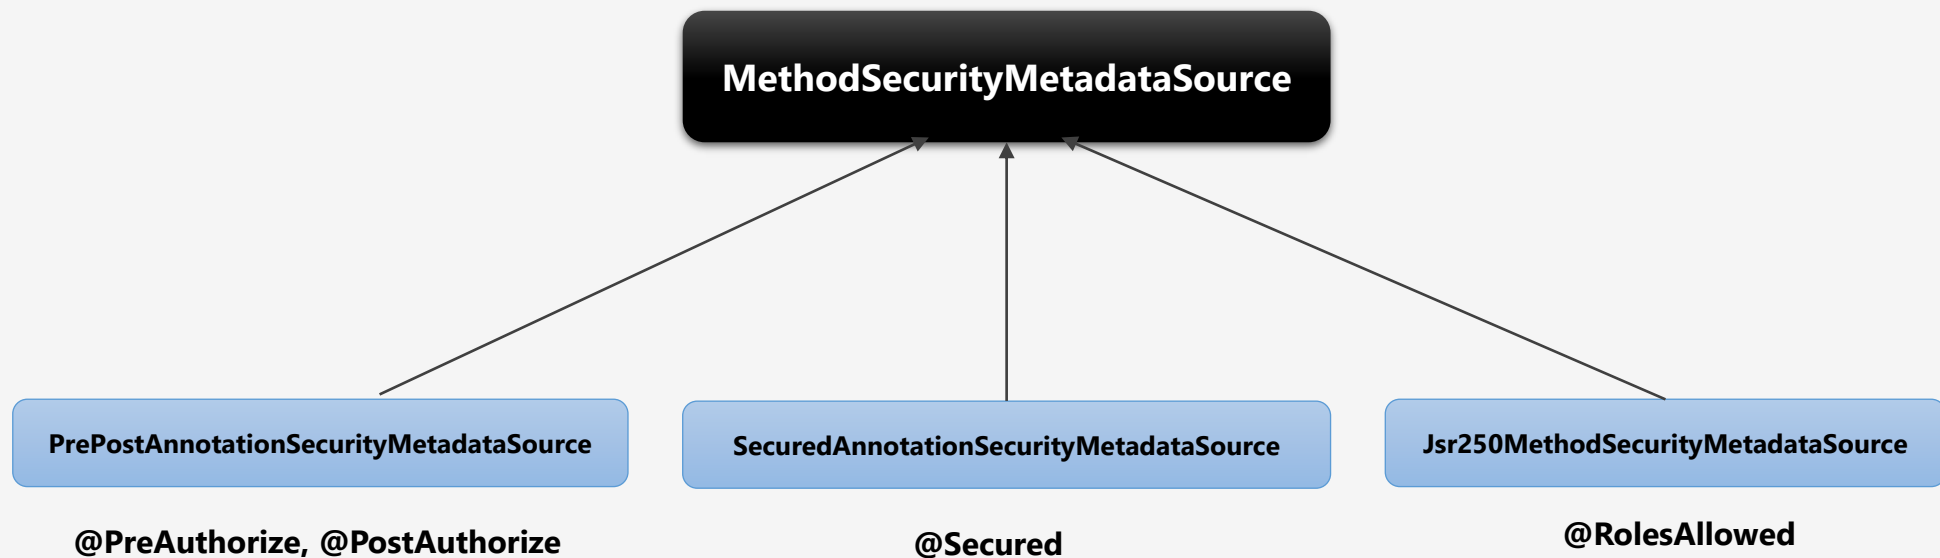 MethodSecurityMetadataSource
PrePostAnnotationSecurityMetadataSource
SecuredAnnotationSecurityMetadataSource
Jsr250MethodSecurityMetadataSource
@PreAuthorize, @PostAuthorize
@Secured
@RolesAllowed